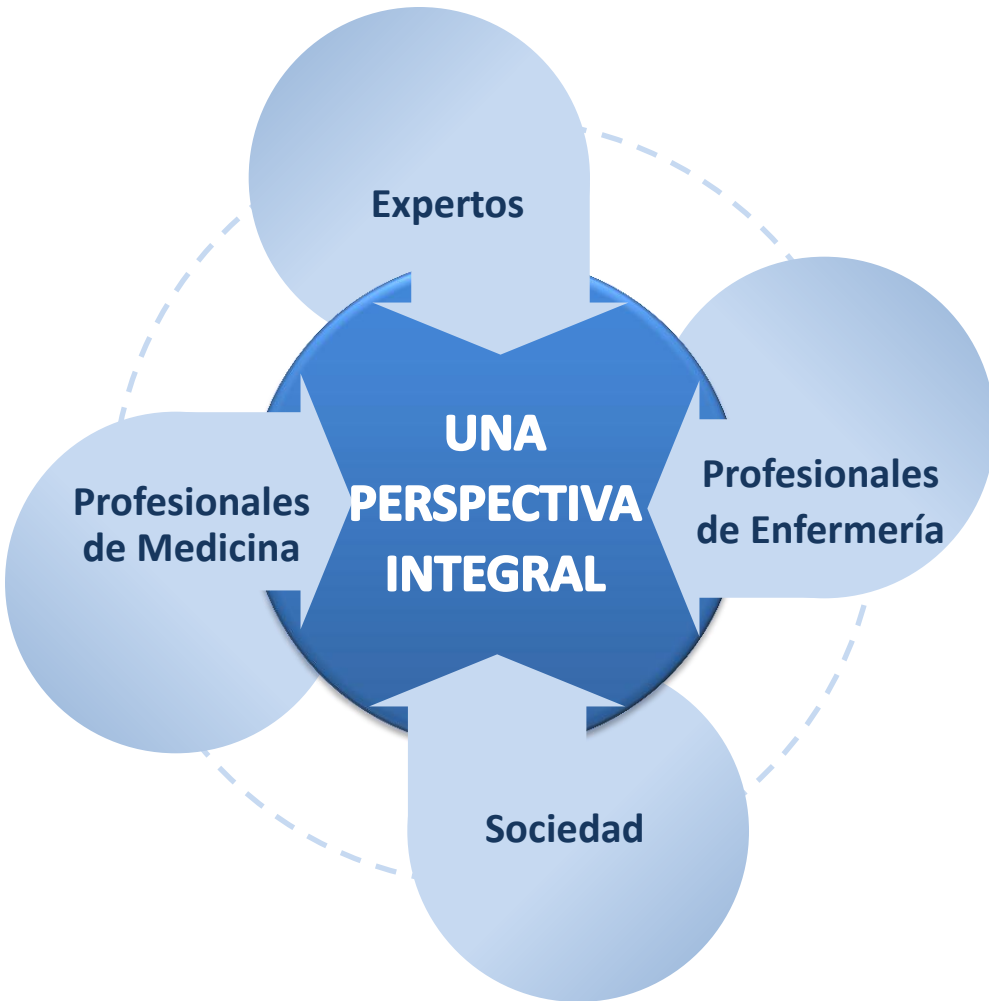 Expertos
UNA
PERSPECTIVA
INTEGRAL
Profesionales
de Medicina
Profesionales
de Enfermería
Sociedad